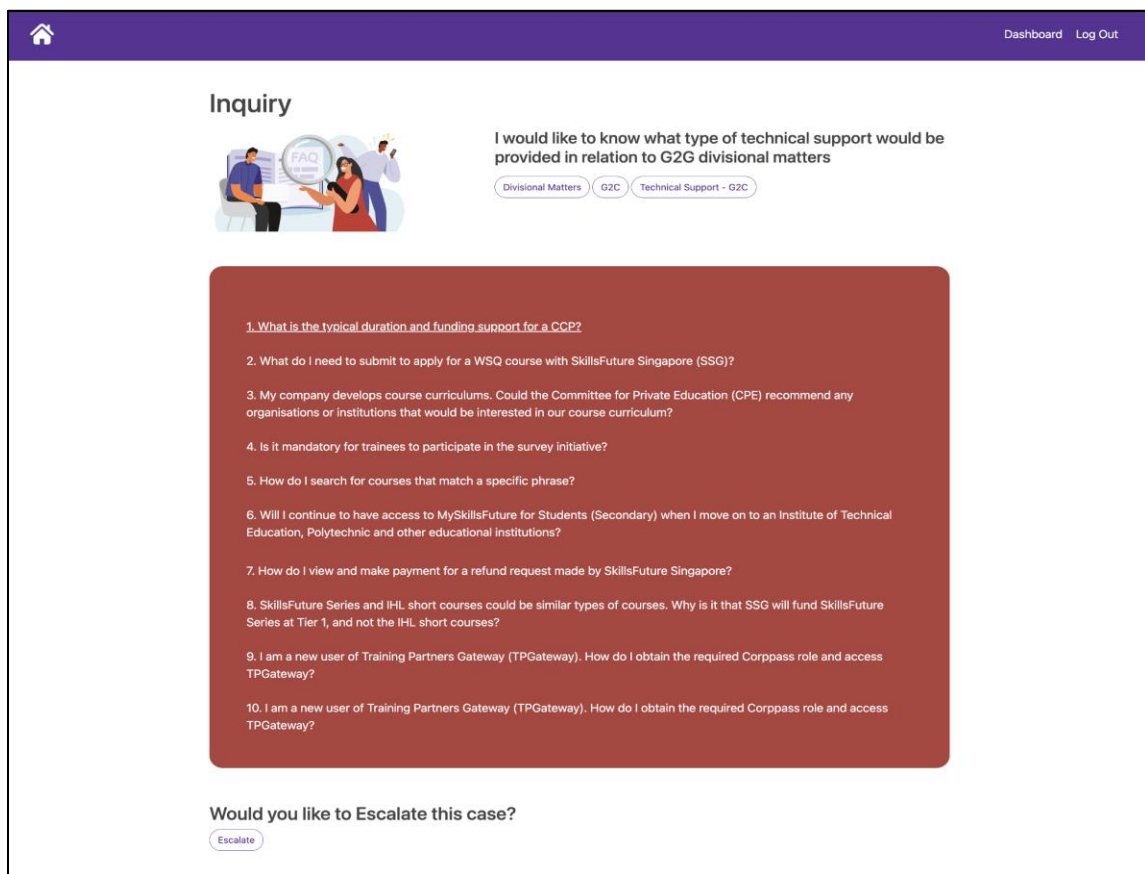 Dashboard Log Out
Inquiry
FAQ
I would like to know what type of technical support would be
provided in relation to G2G divisional matters
Divisional Matters G2C Technical Support - G2C
1. What is the typical duration and funding support for a CCP?
2. What do I need to submit to apply for a WSQ course with SkillsFuture Singapore (SSG)?
3. My company develops course curriculums. Could the Committee for Private Education (CPE) recommend any
organisations or institutions that would be interested in our course curriculum?
4. Is it mandatory for trainees to participate in the survey initiative?
5. How do I search for courses that match a specific phrase?
6. Will I continue to have access to MySkillsFuture for Students (Secondary) when I move on to an Institute of Technical
Education, Polytechnic and other educational institutions?
7. How do I view and make payment for a refund request made by SkillsFuture Singapore?
8. SkillsFuture Series and IHL short courses could be similar types of courses. Why is it that SSG will fund SkillsFuture
Series at Tier 1, and not the IHL short courses?
9. I am a new user of Training Partners Gateway (TPGateway). How do I obtain the required Corppass role and access
TPGateway?
10. I am a new user of Training Partners Gateway (TPGateway). How do I obtain the required Corppass role and access
TPGateway?
Would you like to Escalate this case?
Escalate